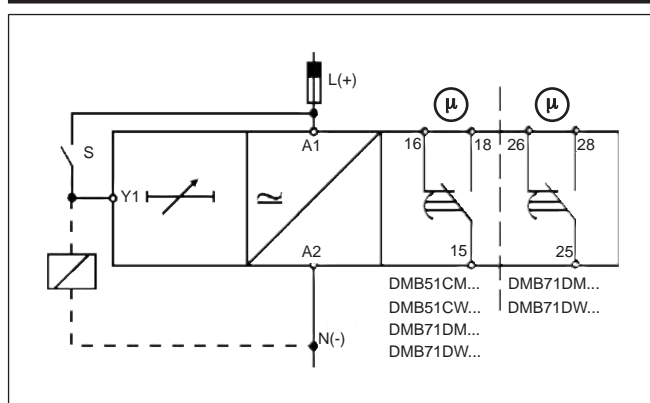 L(+)
μ
μ
S
A1
16
18
26
28
Y1
≃
A2
15
25
DMB51CM...
DMB71DM...
DMB51CW...
DMB71DW...
DMB71DM...
DMB71DW...
N(-)